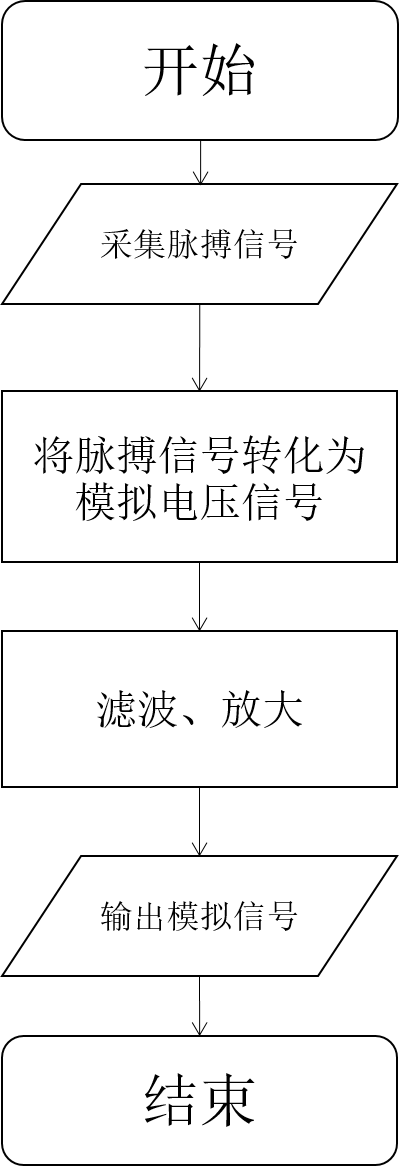 开始
采集脉搏信号
将脉搏信号转化为
模拟电压信号
滤波、放大
输出模拟信号
结束